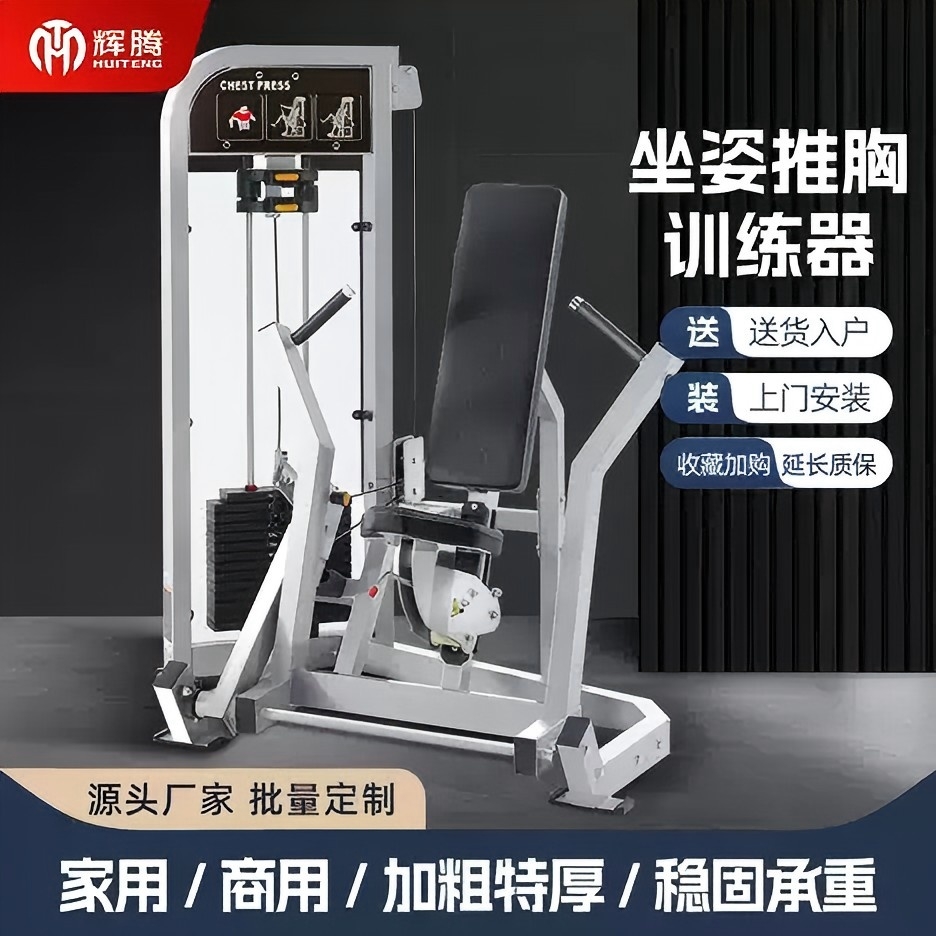 辉腾
HUITENG
CHEST PRESS
坐姿推胸
训练器
送 送货入户
装 上门安装
收藏加购 延长质保
源头厂家 批量定制
家用 / 商用 / 加粗特厚 / 稳固承重